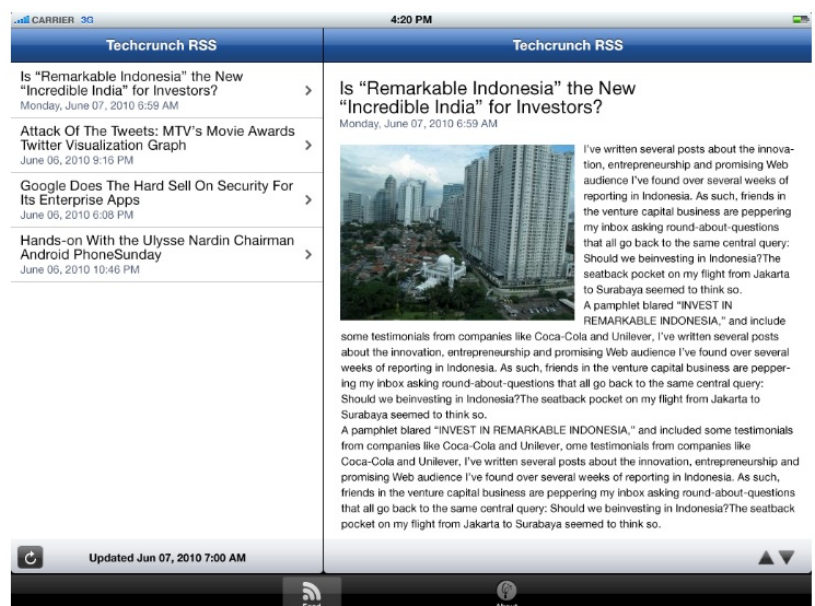 CARRIER 3G
4:20 PM
Techcrunch RSS
Is “Remarkable Indonesia” the New
“Incredible India” for Investors?
Monday, June 07, 2010 6:59 AM
Attack Of The Tweets: MTV’s Movie Awards
Twitter Visualization Graph
June 06, 2010 9:16 PM
Google Does The Hard Sell On Security For
Its Enterprise Apps
June 06, 2010 6:08 PM
Hands-on With the Ulysse Nardin Chairman
Android PhoneSunday
June 06, 2010 10:46 PM
Updated Jun 07, 2010 7:00 AM
Techcrunch RSS
Is “Remarkable Indonesia” the New
“Incredible India” for Investors?
Monday, June 07, 2010 6:59 AM
I’ve written several posts about the innova-
tion, entrepreneurship and promising Web
audience I’ve found over several weeks of
reporting in Indonesia. As such, friends in
the venture capital business are peppering
my inbox asking round-about-questions
that all go back to the same central query:
Should we beinvesting in Indonesia?The
seatback pocket on my flight from Jakarta
to Surabaya seemed to think so.
A pamphlet blared “INVEST IN
REMARKABLE INDONESIA,” and include
some testimonials from companies like Coca-Cola and Unilever, I’ve written several posts
about the innovation, entrepreneurship and promising Web audience I’ve found over several
weeks of reporting in Indonesia. As such, friends in the venture capital business are pepper-
ing my inbox asking round-about-questions that all go back to the same central query:
Should we beinvesting in Indonesia?The seatback pocket on my flight from Jakarta to
Surabaya seemed to think so.
A pamphlet blared “INVEST IN REMARKABLE INDONESIA,” and included some testimonials
from companies like Coca-Cola and Unilever, ome testimonials from companies like
Coca-Cola and Unilever, I’ve written several posts about the innovation, entrepreneurship and
promising Web audience I’ve found over several weeks of reporting in Indonesia. As such,
friends in the venture capital business are peppering my inbox asking round-about-questions
that all go back to the same central query: Should we beinvesting in Indonesia?The seatback
pocket on my flight from Jakarta to Surabaya seemed to think so.
Feed
About